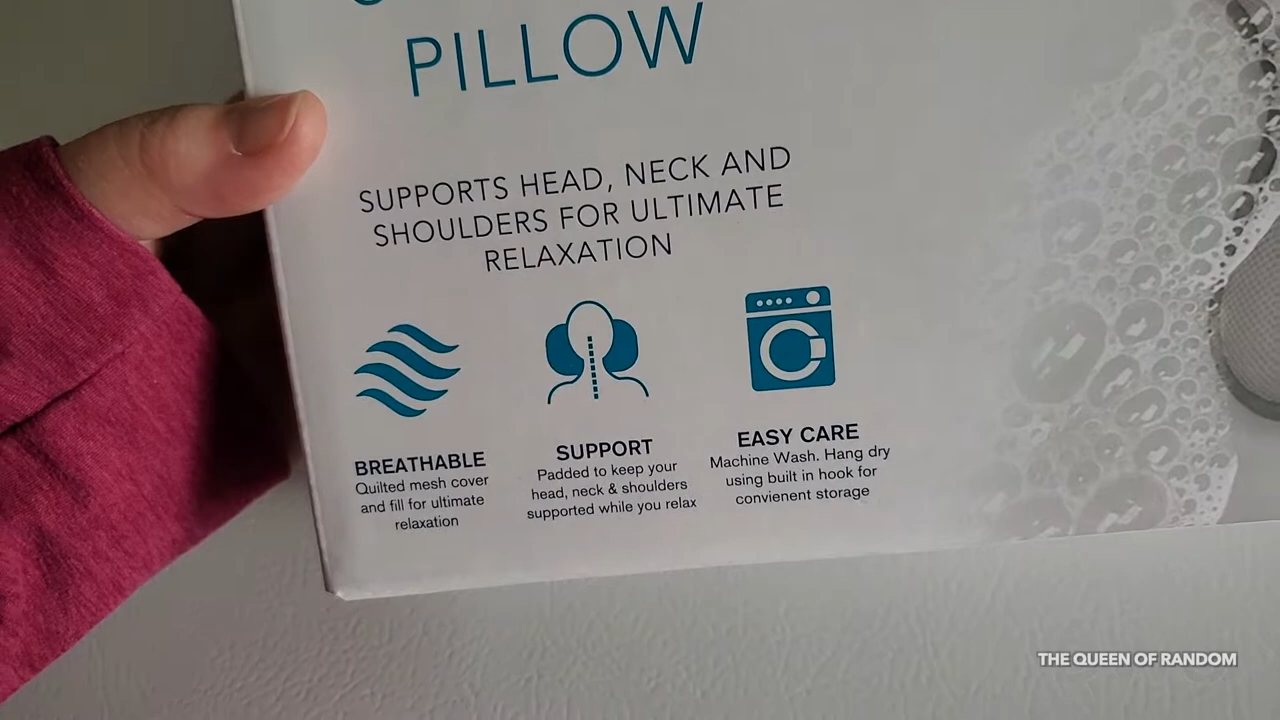 PILLOW
SUPPORTS HEAD, NECK AND
SHOULDERS FOR ULTIMATE
RELAXATION
BREATHABLE
Quilted mesh cover
and fill for ultimate
relaxation
SUPPORT
Padded to keep your
head, neck & shoulders
supported while you relax
EASY CARE
Machine Wash. Hang dry
using built in hook for
convienent storage
THE QUEEN OF RANDOM